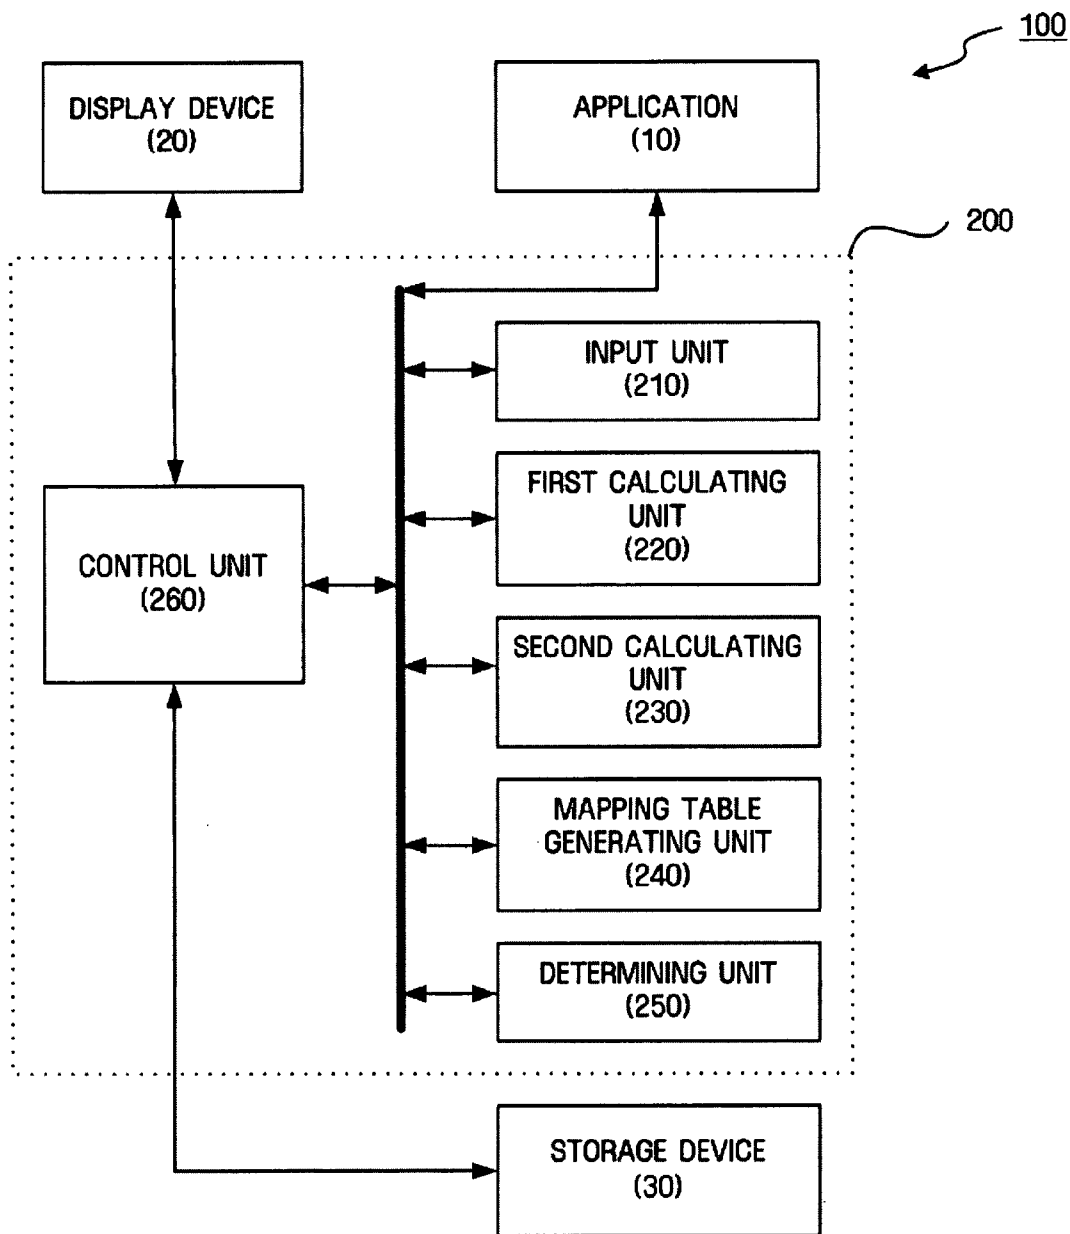 100
DISPLAY DEVICE
(20)
APPLICATION
(10)
200
INPUT UNIT
(210)
FIRST CALCULATING
UNIT
(220)
CONTROL UNIT
(260)
SECOND CALCULATING
UNIT
(230)
MAPPING TABLE
GENERATING UNIT
(240)
DETERMINING UNIT
(250)
STORAGE DEVICE
(30)